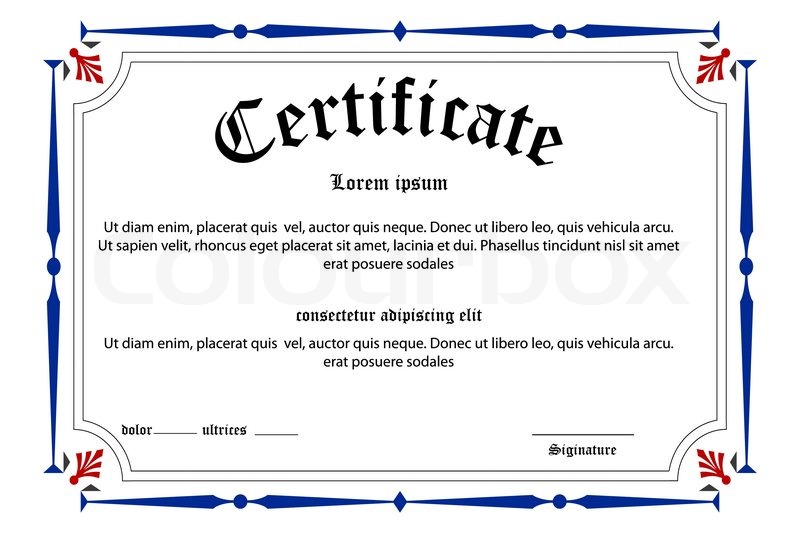 Certificate
Lorem ipsum
Ut diam enim, placerat quis vel, auctor quis neque. Donec ut libero leo, quis vehicula arcu.
Ut sapien velit, rhoncus eget placerat sit amet, lacinia et dui. Phasellus tincidunt nisl sit amet
erat posuere sodales
colourbox
consectetur adipiscing elit
Ut diam enim, placerat quis vel, auctor quis neque. Donec ut libero leo, quis vehicula arcu.
erat posuere sodales
dolor______ ultrices ______
Siginature